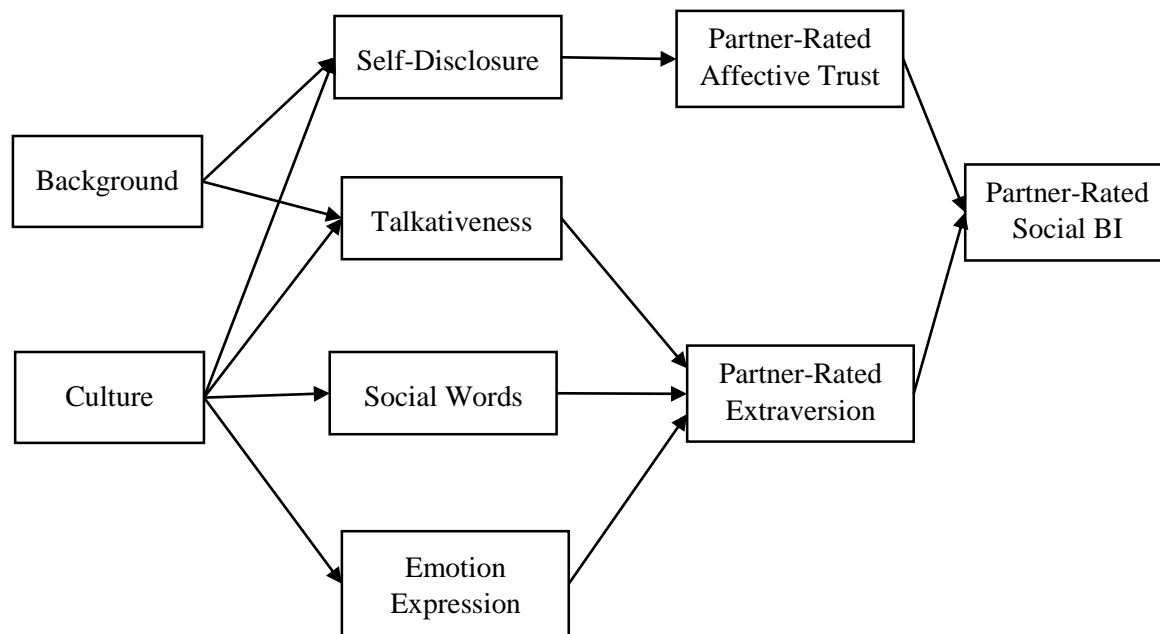 Self-Disclosure
Partner-Rated
Affective Trust
Background
Talkativeness
Partner-Rated
Social BI
Culture
Social Words
Partner-Rated
Extraversion
Emotion
Expression